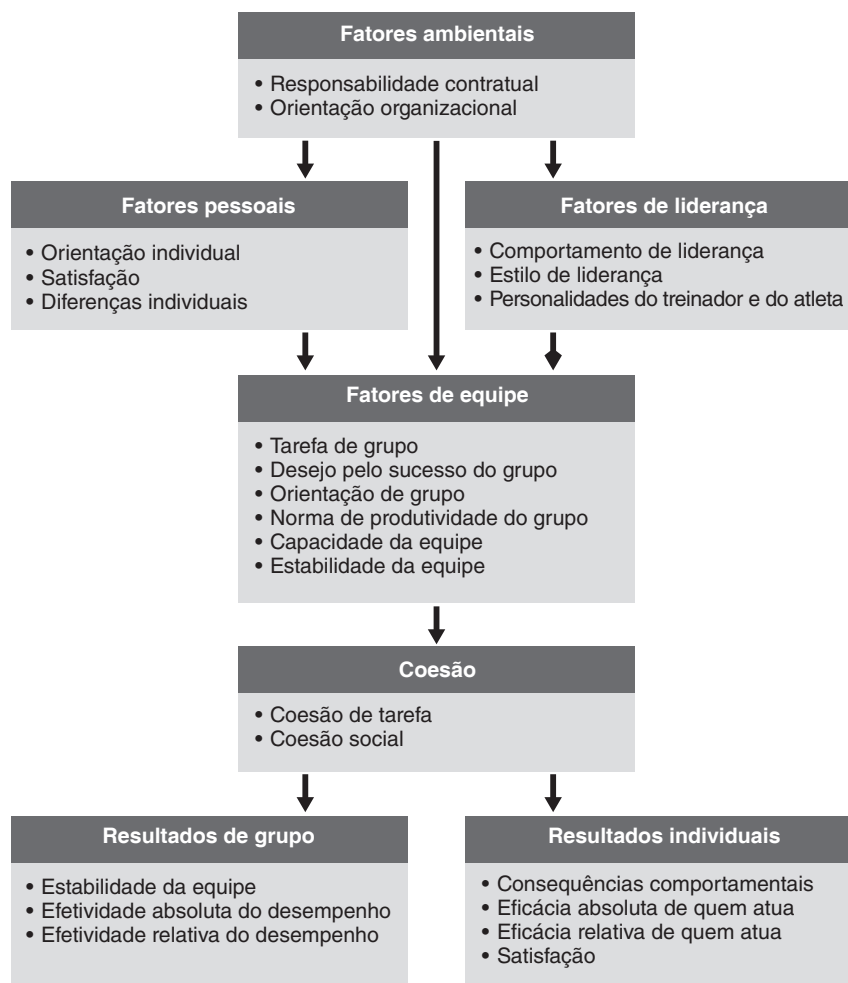 Fatores ambientais
• Responsabilidade contratual
• Orientação organizacional
Fatores pessoais
• Orientação individual
• Satisfação
• Diferenças individuais
Fatores de liderança
• Comportamento de liderança
• Estilo de liderança
• Personalidades do treinador e do atleta
Fatores de equipe
• Tarefa de grupo
• Desejo pelo sucesso do grupo
• Orientação de grupo
• Norma de produtividade do grupo
• Capacidade da equipe
• Estabilidade da equipe
Coesão
• Coesão de tarefa
• Coesão social
Resultados de grupo
• Estabilidade da equipe
• Efetividade absoluta do desempenho
• Efetividade relativa do desempenho
Resultados individuais
• Consequências comportamentais
• Eficácia absoluta de quem atua
• Eficácia relativa de quem atua
• Satisfação